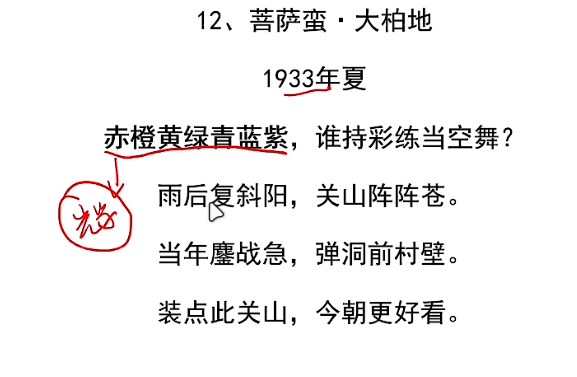 12、菩萨蛮·大柏地
1933年夏
赤橙黄绿青蓝紫，谁持彩练当空舞？
雨后复斜阳，关山阵阵苍。
光学
当年鏖战急，弹洞前村壁。
装点此关山，今朝更好看。